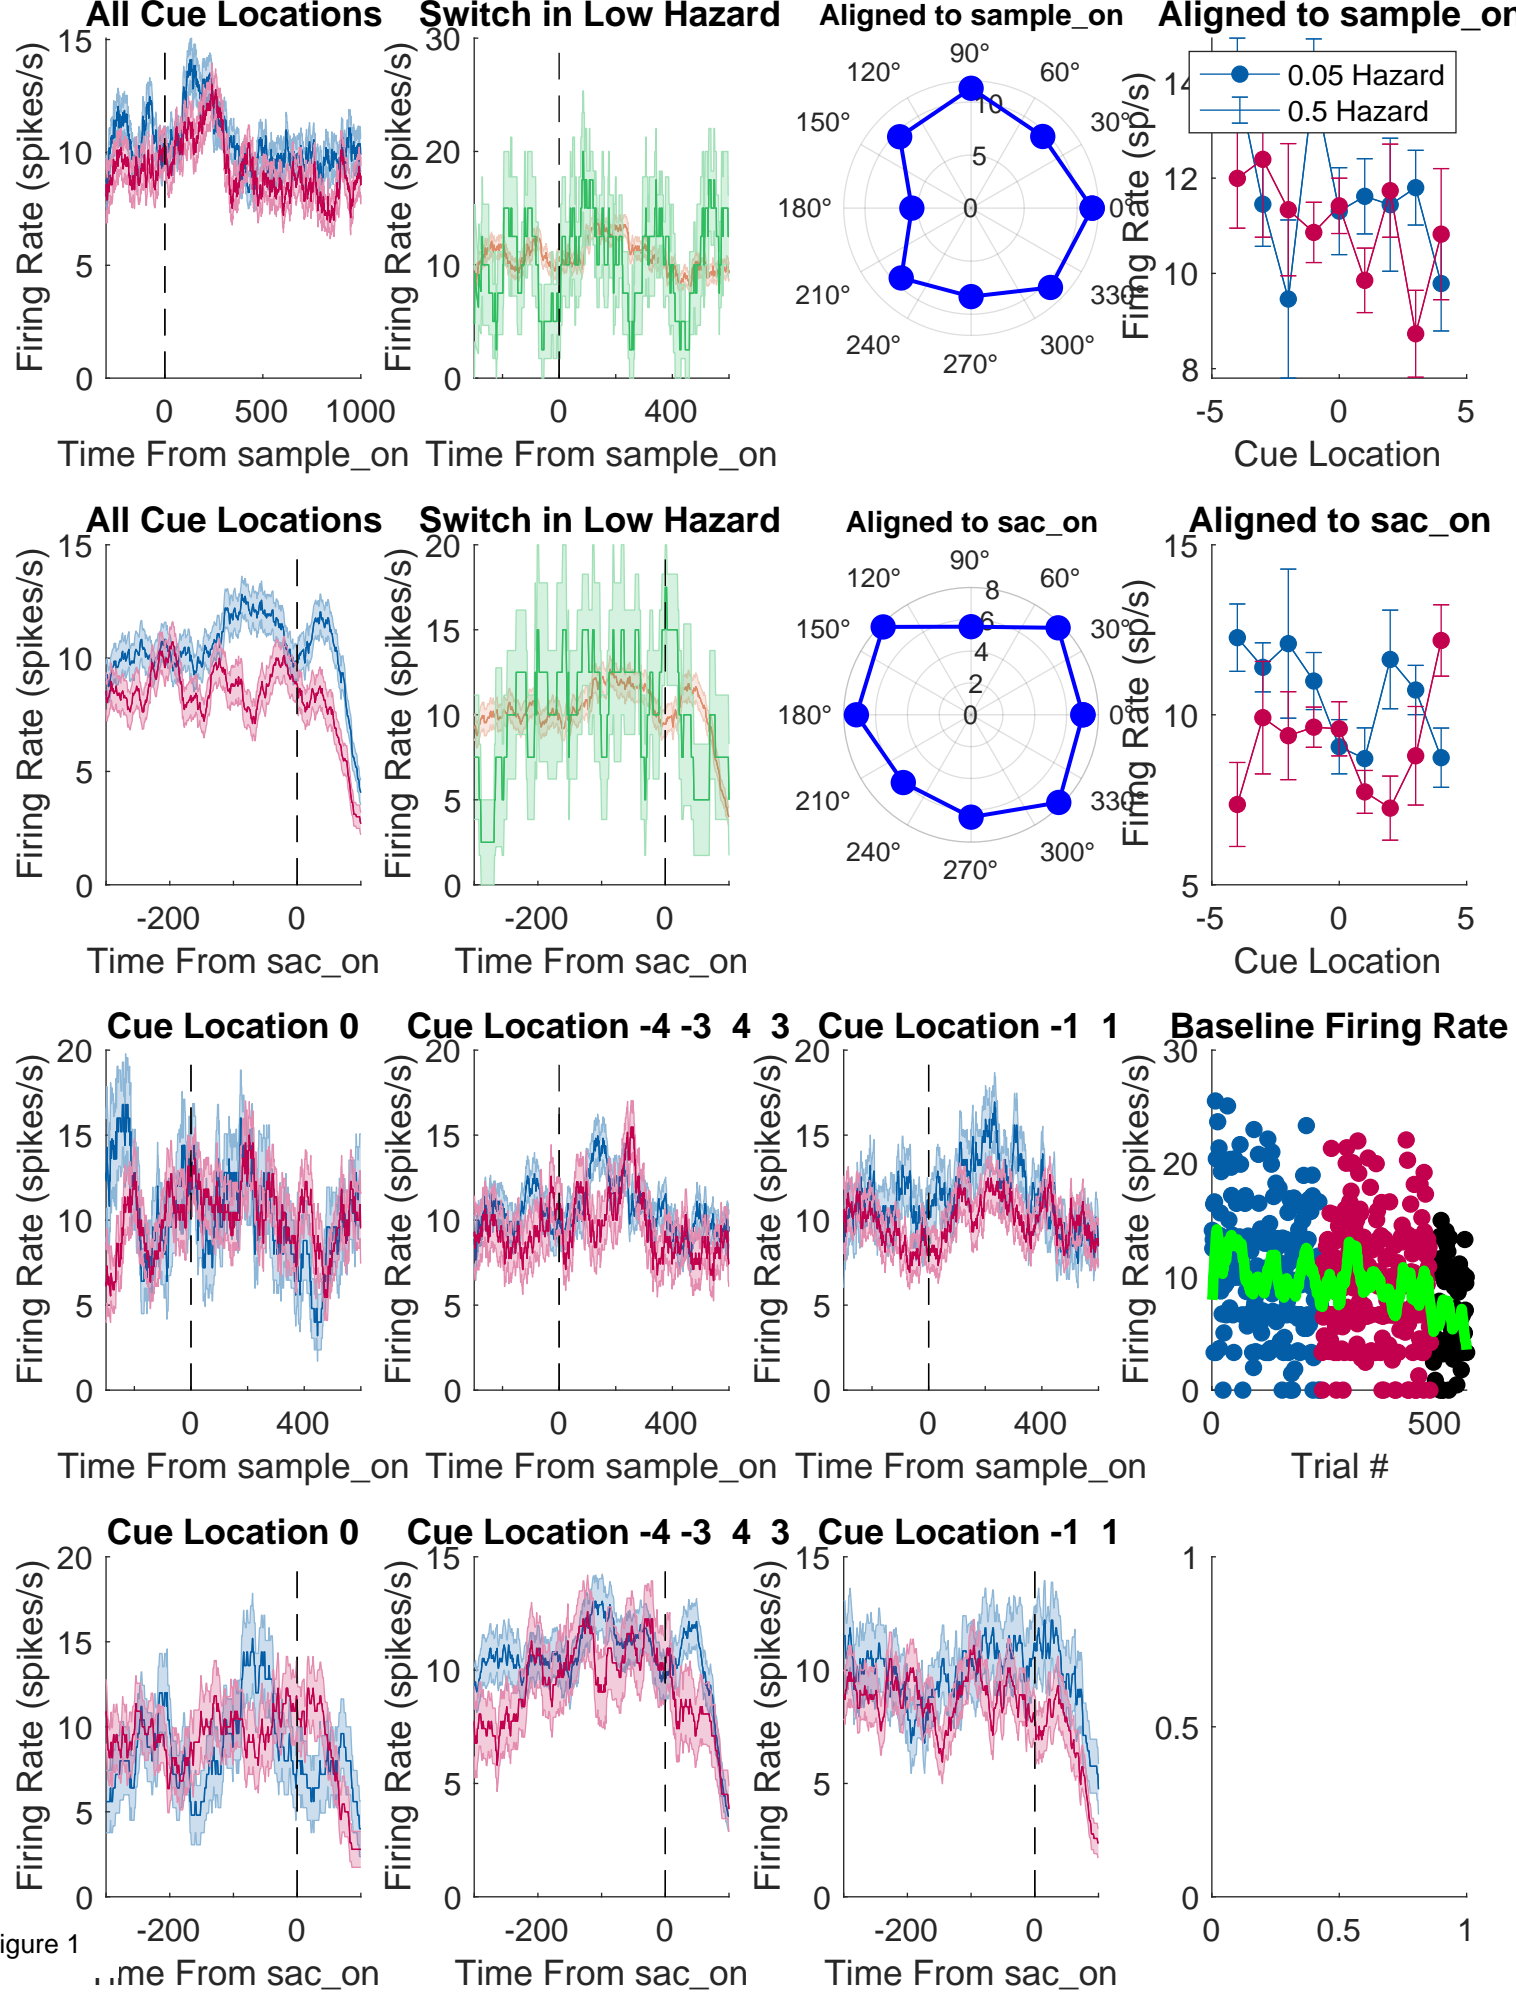 All Cue Locations
15
10
5
0
Firing Rate (spikes/s)
0 500 1000
Time From sample_on
Switch in Low Hazard
30
20
10
0
Firing Rate (spikes/s)
0 400
Time From sample_on
Aligned to sample_on
90°
120° 60°
150° 30°
180° 0°
210° 330
240° 300°
270°
10
5
0
Aligned to sample_on
0.05 Hazard
0.5 Hazard
14
12
10
8
Firing Rate (sp/s)
-5 0 5
Cue Location
All Cue Locations
15
10
5
0
Firing Rate (spikes/s)
-200 0
Time From sac_on
Switch in Low Hazard
20
15
10
5
0
Firing Rate (spikes/s)
-200 0
Time From sac_on
Aligned to sac_on
90°
120° 60°
150° 30°
180° 0°
210° 330
240° 300°
270°
8
6
4
2
0
Aligned to sac_on
15
10
5
Firing Rate (sp/s)
-5 0 5
Cue Location
Cue Location 0
20
15
10
5
0
Firing Rate (spikes/s)
0 400
Time From sample_on
Cue Location -4 -3 4 3
20
15
10
5
0
Firing Rate (spikes/s)
0 400
Time From sample_on
Cue Location -1 1
20
15
10
5
0
Firing Rate (spikes/s)
0 400
Time From sample_on
Baseline Firing Rate
30
20
10
0
Firing Rate (spikes/s)
0 500
Trial #
Cue Location 0
20
15
10
5
0
Firing Rate (spikes/s)
-200 0
Time From sac_on
Cue Location -4 -3 4 3
15
10
5
0
Firing Rate (spikes/s)
-200 0
Time From sac_on
Cue Location -1 1
15
10
5
0
Firing Rate (spikes/s)
-200 0
Time From sac_on
1
0.5
0
0 0.5 1
igure 1